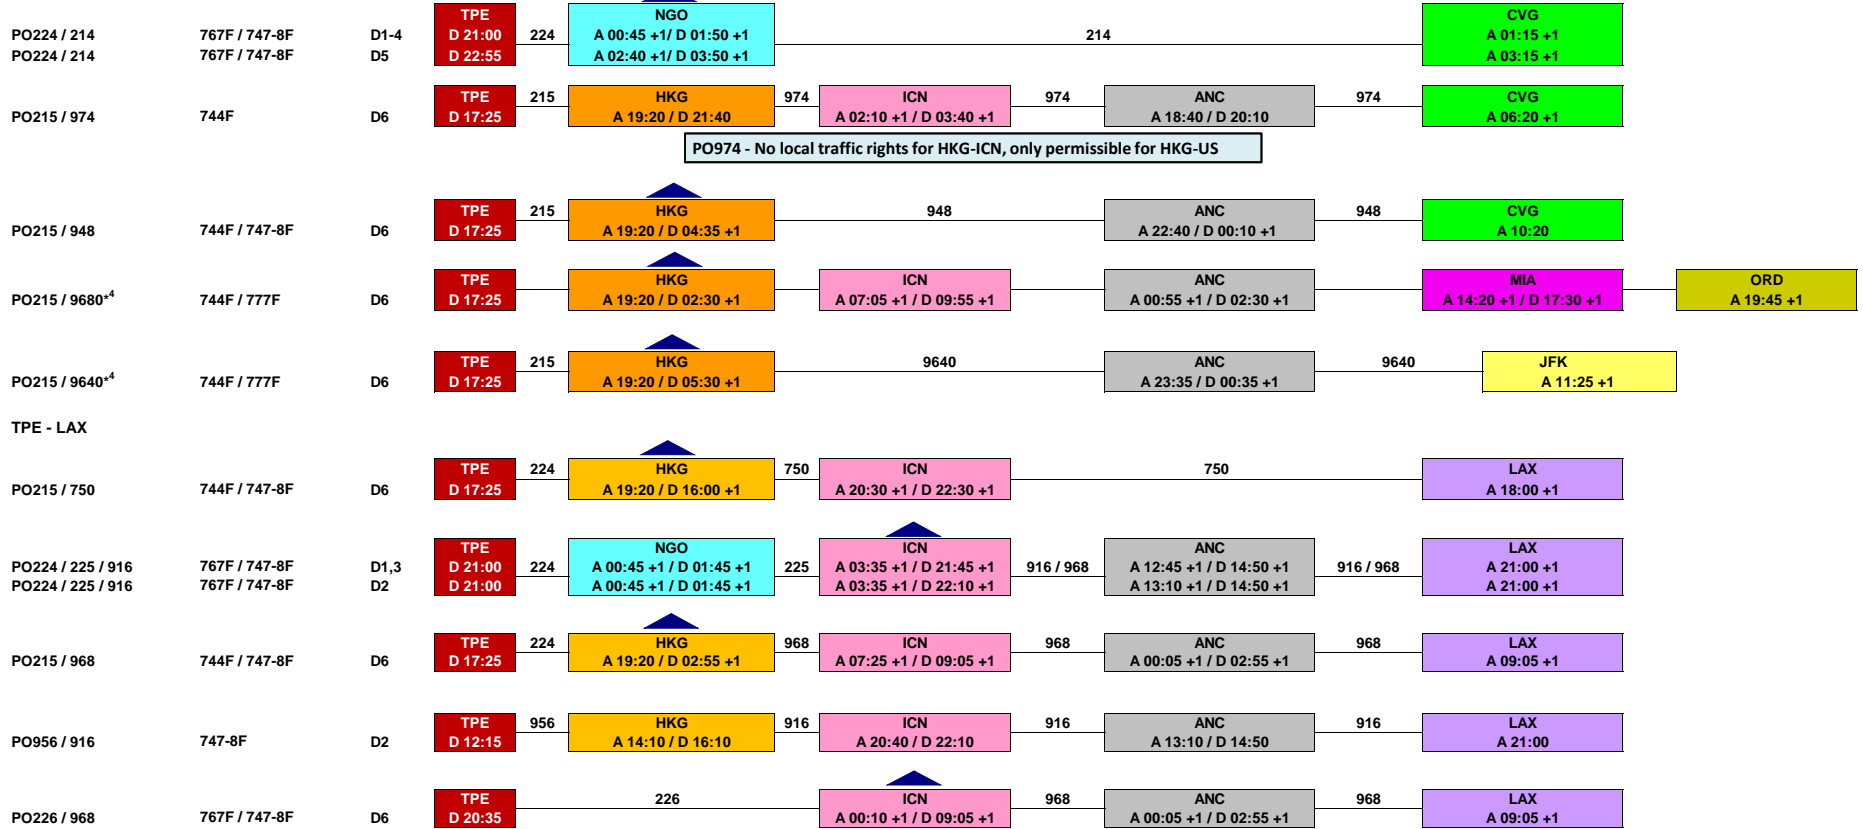 TPE NGO CVG
PO224 / 214 767F / 747-8F D1-4 D 21:00 224 A 00:45 +1/ D 01:50 +1 214 A 01:15 +1
PO224 / 214 767F / 747-8F D5 D 22:55 A 02:40 +1/ D 03:50 +1 A 03:15 +1
TPE 215 HKG 974 ICN 974 ANC 974 CVG
PO215 / 974 744F D6 D 17:25 A 19:20 / D 21:40 A 02:10 +1 / D 03:40 +1 A 18:40 / D 20:10 A 06:20 +1
PO974 - No local traffic rights for HKG-ICN, only permissible for HKG-US
TPE 215 HKG 948 ANC 948 CVG
PO215 / 948 744F / 747-8F D6 D 17:25 A 19:20 / D 04:35 +1 A 22:40 / D 00:10 +1 A 10:20
TPE 215 HKG ICN ANC MIA ORD
PO215 / 9680*4 744F / 777F D6 D 17:25 A 19:20 / D 02:30 +1 A 07:05 +1 / D 09:55 +1 A 00:55 +1 / D 02:30 +1 A 14:20 +1 / D 17:30 +1 A 19:45 +1
TPE 215 HKG 9640 ANC 9640 JFK
PO215 / 9640*4 744F / 777F D6 D 17:25 A 19:20 / D 05:30 +1 A 23:35 / D 00:35 +1 A 11:25 +1
TPE - LAX
TPE 224 HKG 750 ICN 750 LAX
PO215 / 750 744F / 747-8F D6 D 17:25 A 19:20 / D 16:00 +1 A 20:30 +1 / D 22:30 +1 A 18:00 +1
TPE NGO ICN ANC LAX
PO224 / 225 / 916 767F / 747-8F D1,3 D 21:00 224 A 00:45 +1 / D 01:45 +1 225 A 03:35 +1 / D 21:45 +1 916 / 968 A 12:45 +1 / D 14:50 +1 916 / 968 A 21:00 +1
PO224 / 225 / 916 767F / 747-8F D2 D 21:00 A 00:45 +1 / D 01:45 +1 A 03:35 +1 / D 22:10 +1 A 13:10 +1 / D 14:50 +1 A 21:00 +1
TPE 224 HKG 968 ICN 968 ANC 968 LAX
PO215 / 968 744F / 747-8F D6 D 17:25 A 19:20 / D 02:55 +1 A 07:25 +1 / D 09:05 +1 A 00:05 +1 / D 02:55 +1 A 09:05 +1
TPE 956 HKG 916 ICN 916 ANC 916 LAX
PO956 / 916 747-8F D2 D 12:15 A 14:10 / D 16:10 A 20:40 / D 22:10 A 13:10 / D 14:50 A 21:00
TPE 226 ICN 968 ANC 968 LAX
PO226 / 968 767F / 747-8F D6 D 20:35 A 00:10 +1 / D 09:05 +1 A 00:05 +1 / D 02:55 +1 A 09:05 +1